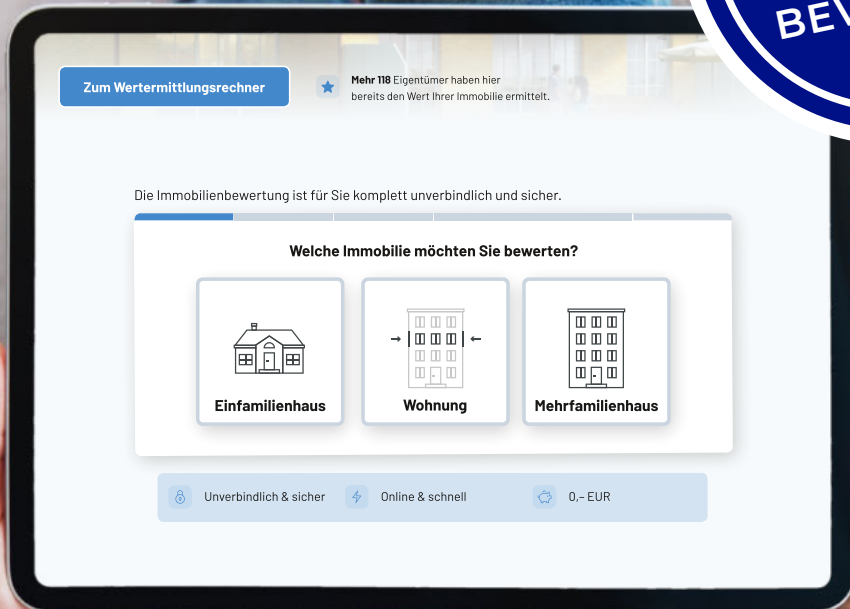 Zum Wertermittlungsrechner
Mehr 118 Eigentümer haben hier
bereits den Wert Ihrer Immobilie ermittelt.
Die Immobilienbewertung ist für Sie komplett unverbindlich und sicher.
Welche Immobilie möchten Sie bewerten?
Einfamilienhaus
Wohnung
Mehrfamilienhaus
Unverbindlich & sicher
Online & schnell
0,- EUR